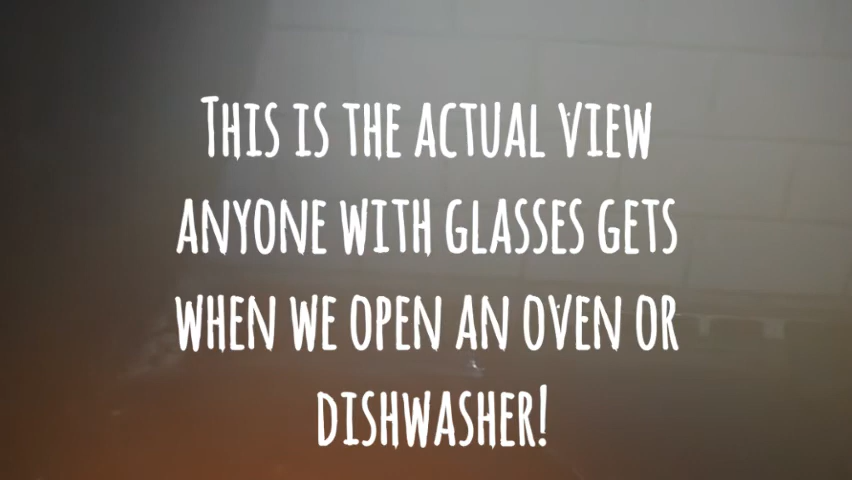 THIS IS THE ACTUAL VIEW
ANYONE WITH GLASSES GETS
WHEN WE OPEN AN OVEN OR
DISHWASHER!